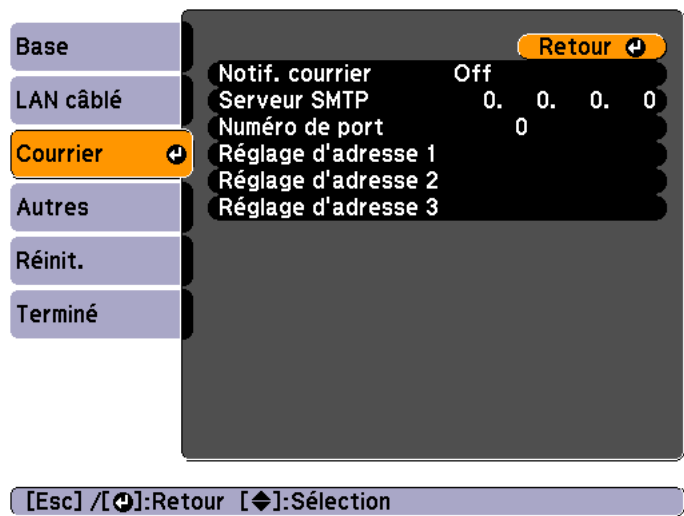 Base
LAN câblé
Courrier
Autres
Réinit.
Terminé
Retour
Notif. courrier Off
Serveur SMTP 0. 0. 0. 0
Numéro de port 0
Réglage d'adresse 1
Réglage d'adresse 2
Réglage d'adresse 3
[Esc] /[⏎]:Retour [◆]:Sélection